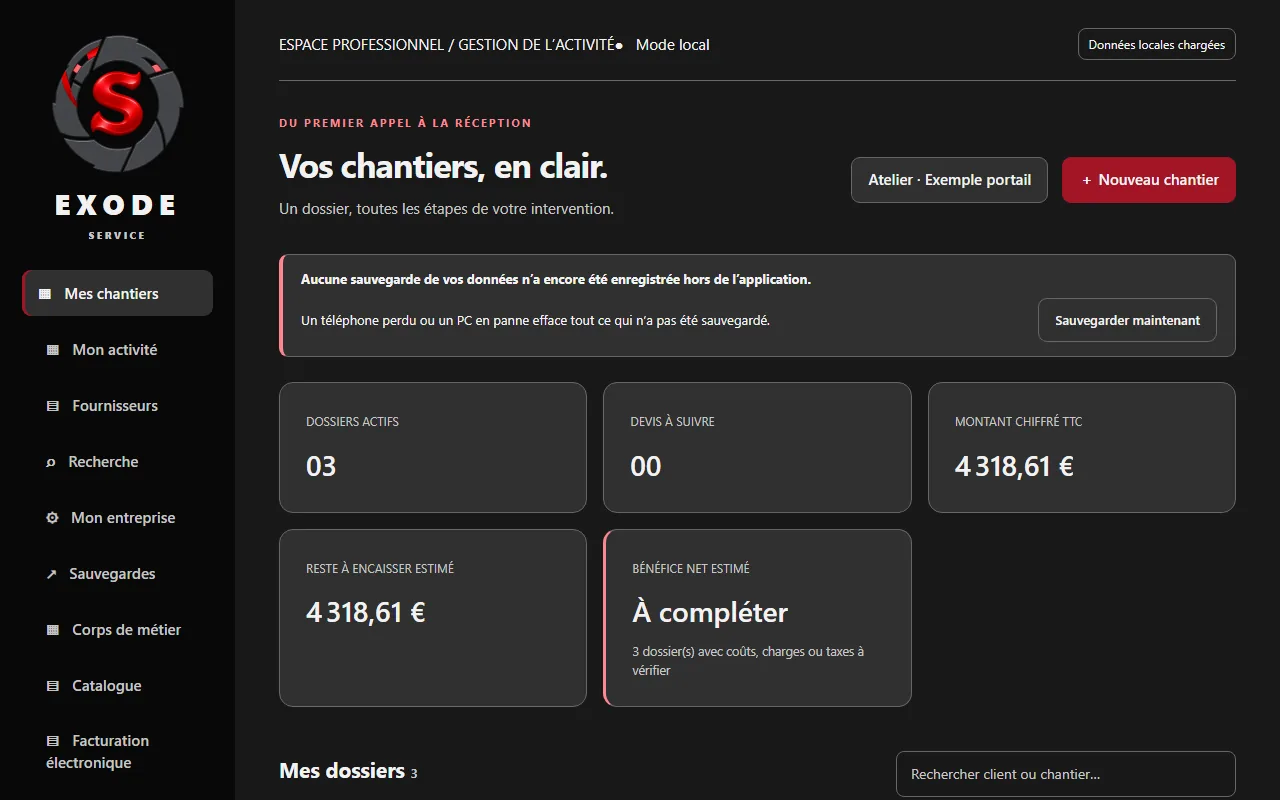 S
EXODE
SERVICE
Mes chantiers
Mon activité
Fournisseurs
Recherche
Mon entreprise
Sauvegardes
Corps de métier
Catalogue
Facturation
électronique
ESPACE PROFESSIONNEL / GESTION DE L’ACTIVITÉ● Mode local
Données locales chargées
DU PREMIER APPEL À LA RÉCEPTION
Vos chantiers, en clair.
Un dossier, toutes les étapes de votre intervention.
Atelier · Exemple portail
+ Nouveau chantier
Aucune sauvegarde de vos données n’a encore été enregistrée hors de l’application.
Un téléphone perdu ou un PC en panne efface tout ce qui n’a pas été sauvegardé.
Sauvegarder maintenant
DOSSIERS ACTIFS
03
DEVIS À SUIVRE
00
MONTANT CHIFFRÉ TTC
4 318,61 €
RESTE À ENCAISSER ESTIMÉ
4 318,61 €
BÉNÉFICE NET ESTIMÉ
À compléter
3 dossier(s) avec coûts, charges ou taxes à
vérifier
Mes dossiers 3
Rechercher client ou chantier...